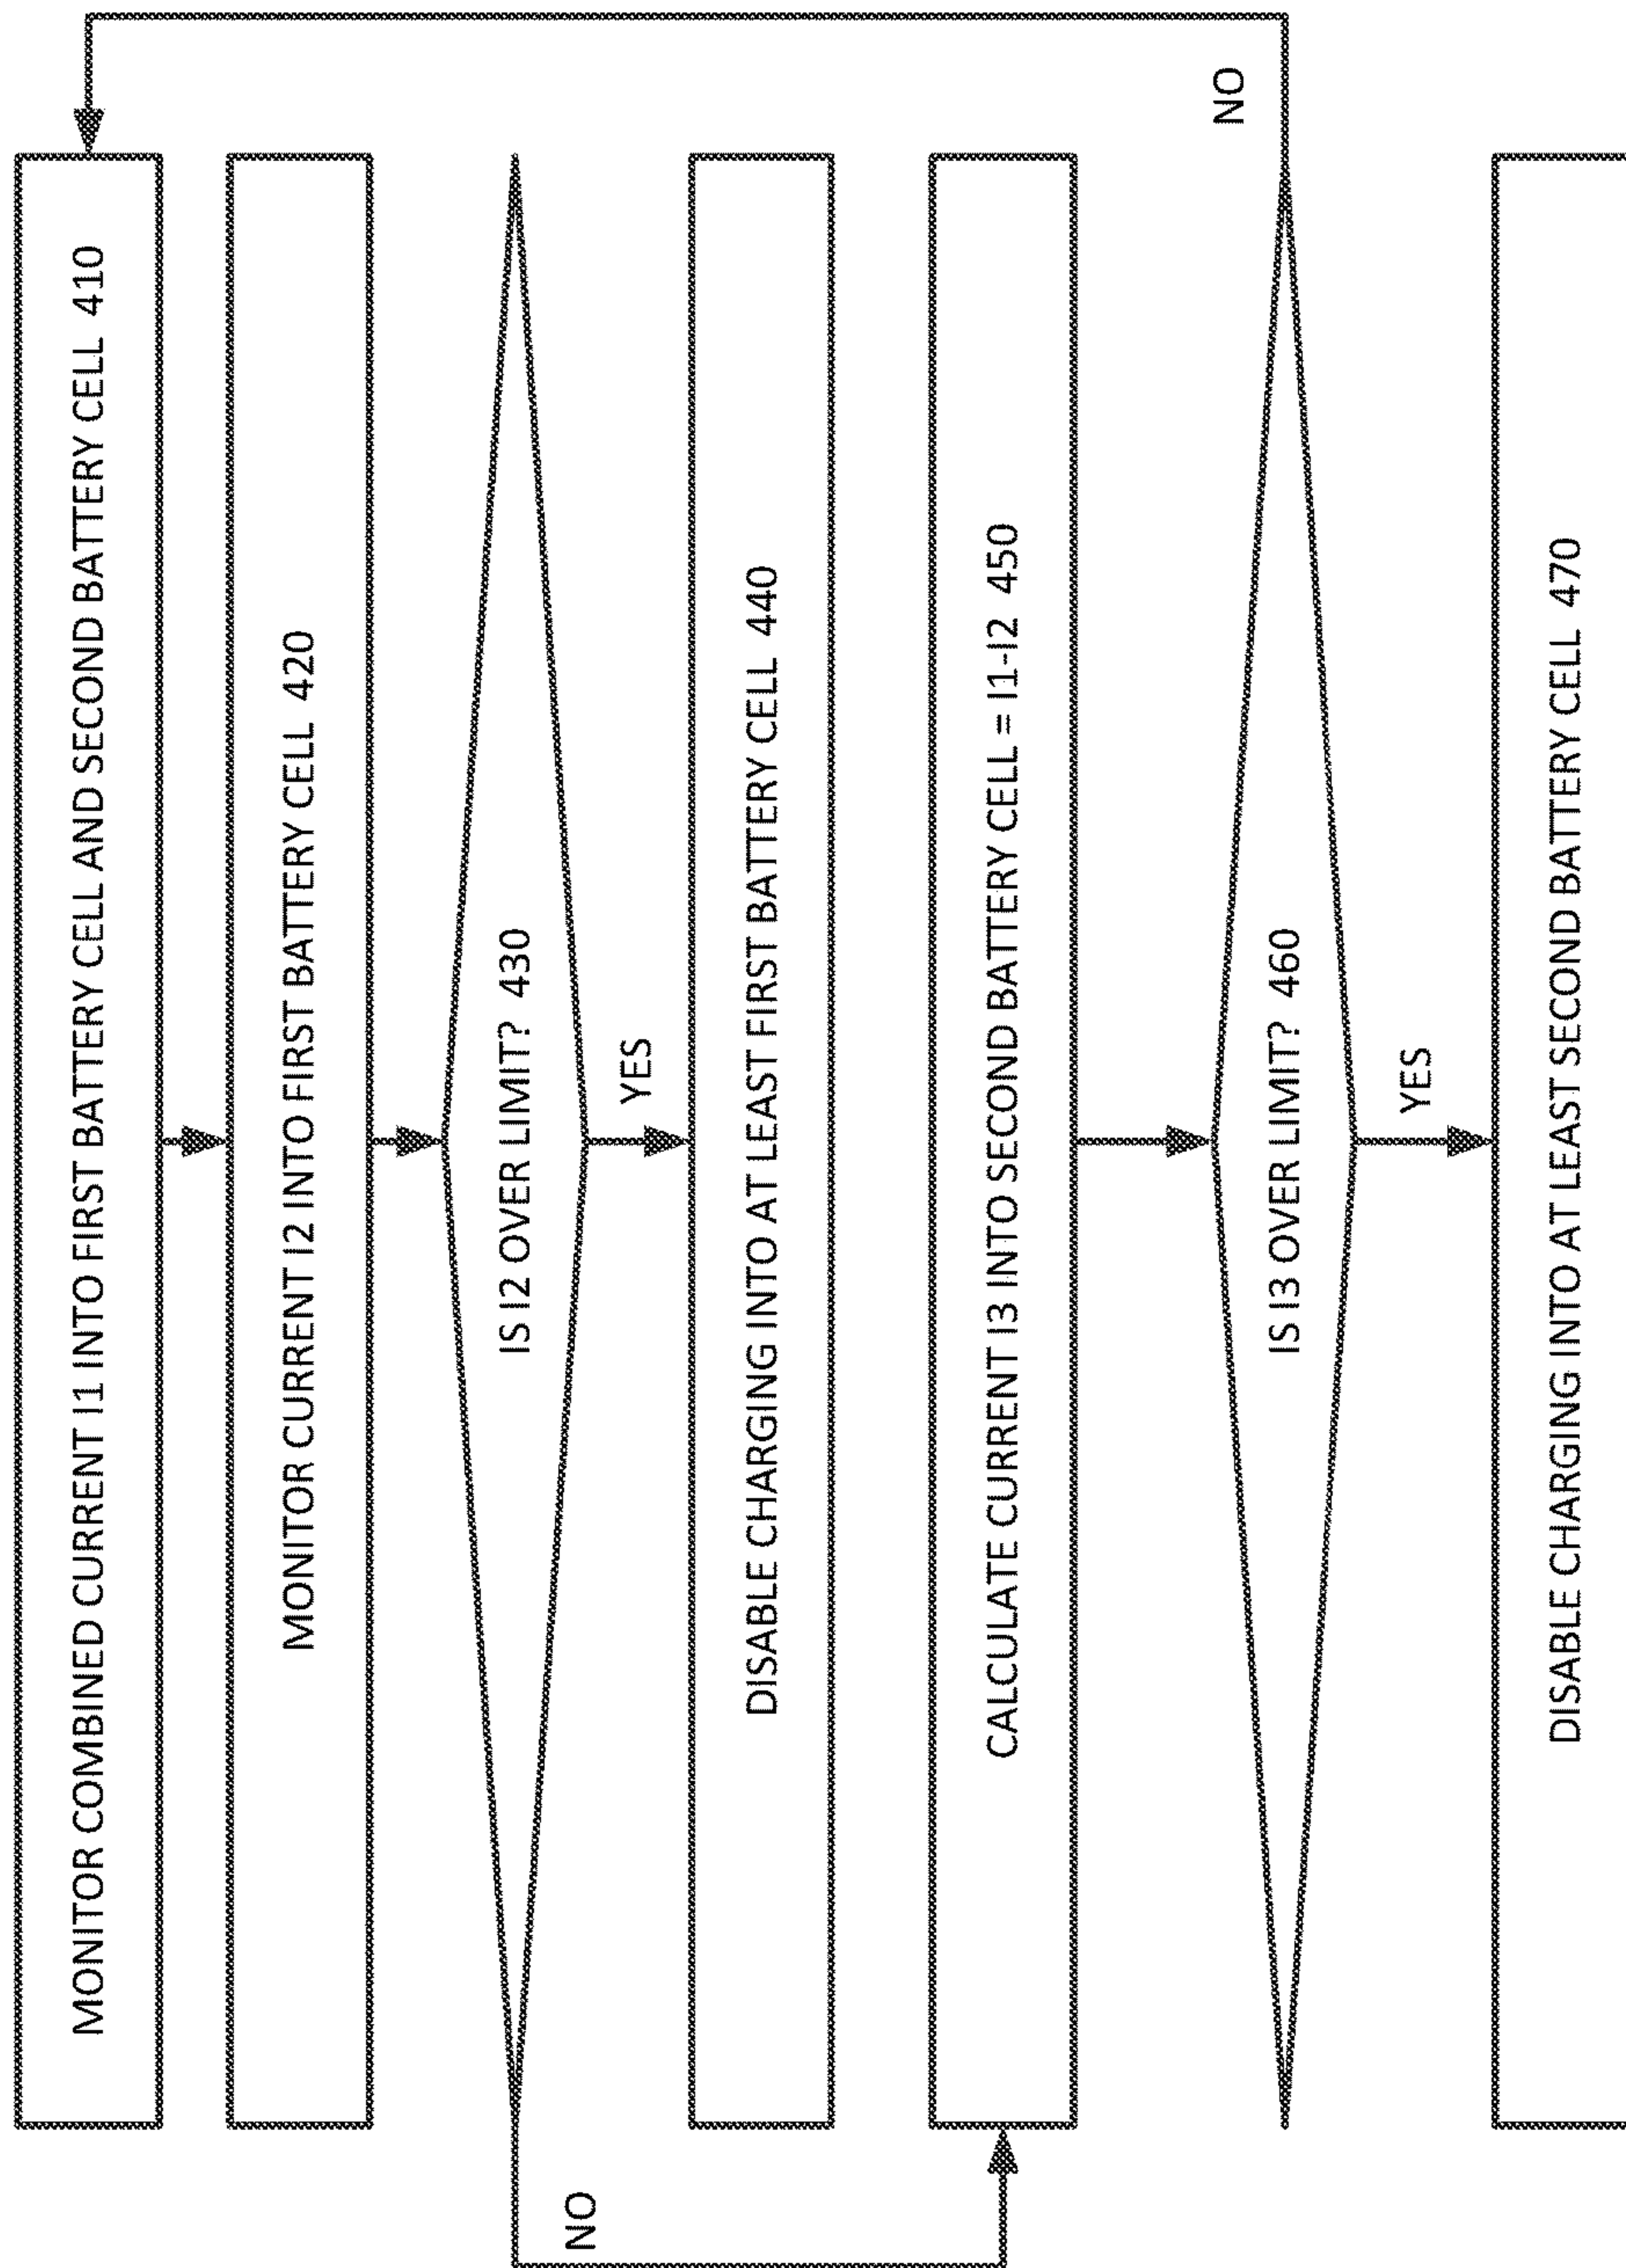 MONITOR COMBINED CURRENT I1 INTO FIRST BATTERY CELL AND SECOND BATTERY CELL 410
MONITOR CURRENT I2 INTO FIRST BATTERY CELL 420
IS I2 OVER LIMIT? 430
NO
YES
DISABLE CHARGING INTO AT LEAST FIRST BATTERY CELL 440
CALCULATE CURRENT I3 INTO SECOND BATTERY CELL = I1-I2 450
IS I3 OVER LIMIT? 460
NO
YES
DISABLE CHARGING INTO AT LEAST SECOND BATTERY CELL 470